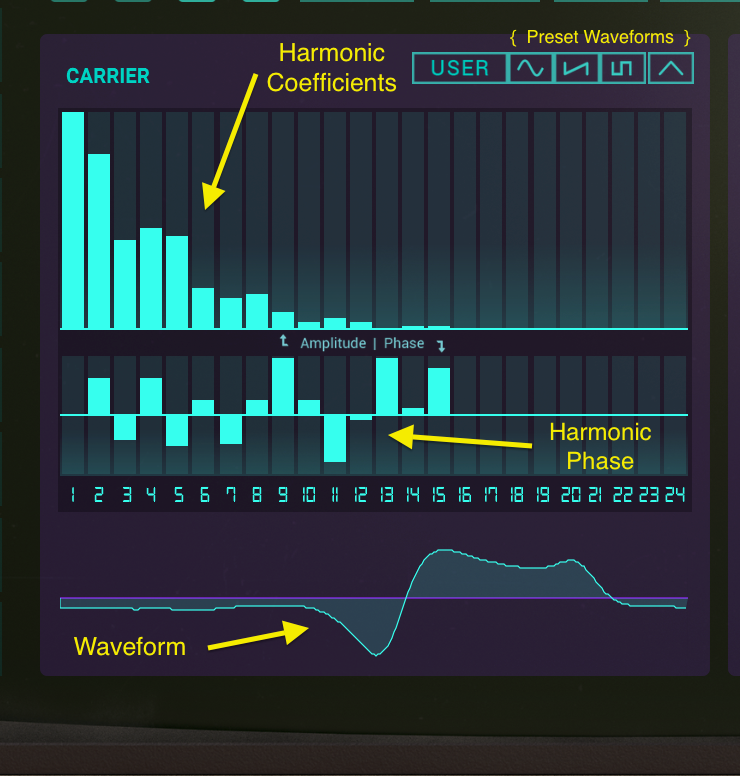 { Preset Waveforms }
Harmonic
Coefficients
CARRIER
USER
Amplitude | Phase
Harmonic
Phase
1 2 3 4 5 6 7 8 9 10 11 12 13 14 15 16 17 18 19 20 21 22 23 24
Waveform